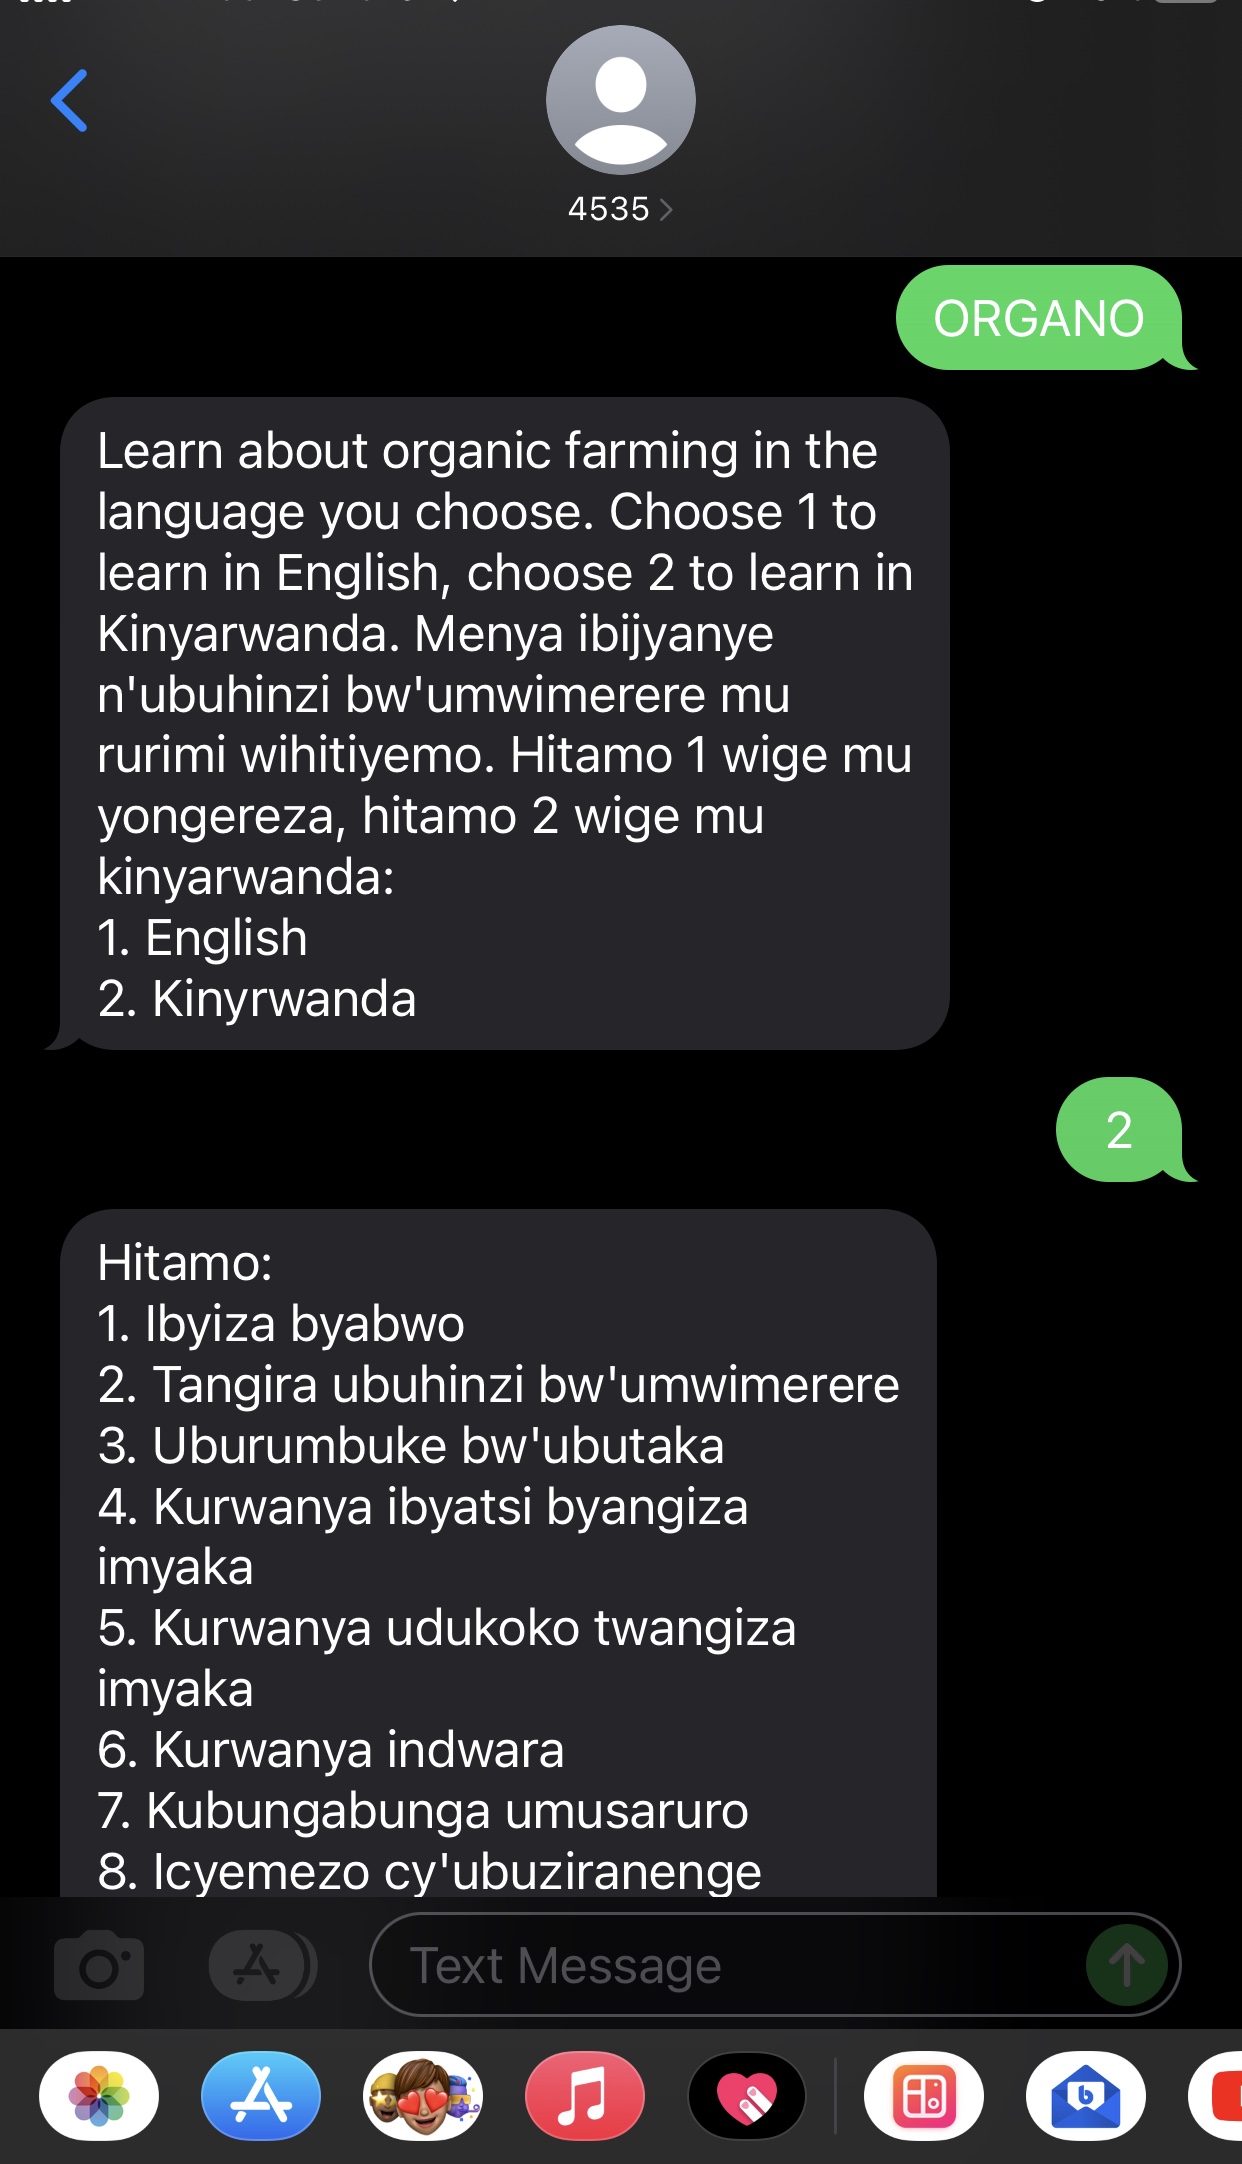 4535
ORGANO
Learn about organic farming in the
language you choose. Choose 1 to
learn in English, choose 2 to learn in
Kinyarwanda. Menya ibijyanye
n'ubuhinzi bw'umwimerere mu
rurimi wihitiyemo. Hitamo 1 wige mu
yongereza, hitamo 2 wige mu
kinyarwanda:
1. English
2. Kinyrwanda
2
Hitamo:
1. Ibyiza byabwo
2. Tangira ubuhinzi bw'umwimerere
3. Uburumbuke bw'ubutaka
4. Kurwanya ibyatsi byangiza
imyaka
5. Kurwanya udukoko twangiza
imyaka
6. Kurwanya indwara
7. Kubungabunga umusaruro
8. Icyemezo cy'ubuziranenge
Text Message